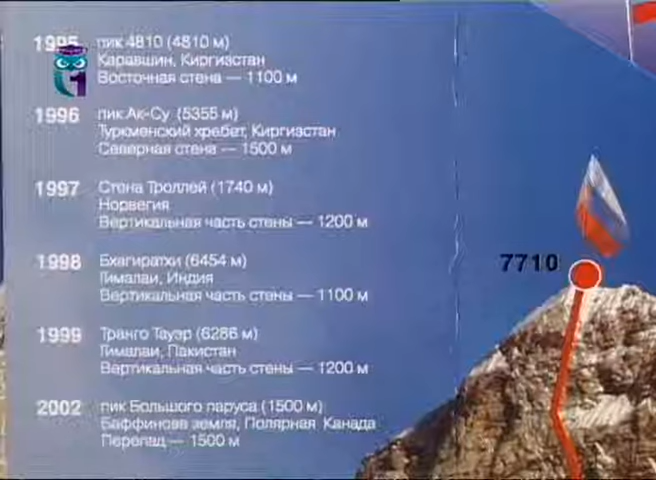 1995 пик 4810 (4810 м)
Каравшин, Киргизстан
Восточная стена — 1100 м
1996 пик Ак-Су (5355 м)
Туркменский хребет, Киргизстан
Северная стена — 1500 м
1997 Стена Троллей (1740 м)
Норвегия
Вертикальная часть стены — 1200 м
1998 Бхагиратхи (6454 м)
Гималаи, Индия
Вертикальная часть стены — 1100 м
1999 Транго Тауэр (6286 м)
Гималаи, Пакистан
Вертикальная часть стены — 1200 м
2002 пик Большого паруса (1500 м)
Баффинова земля, Полярная Канада
Перепад — 1500 м
7710
1